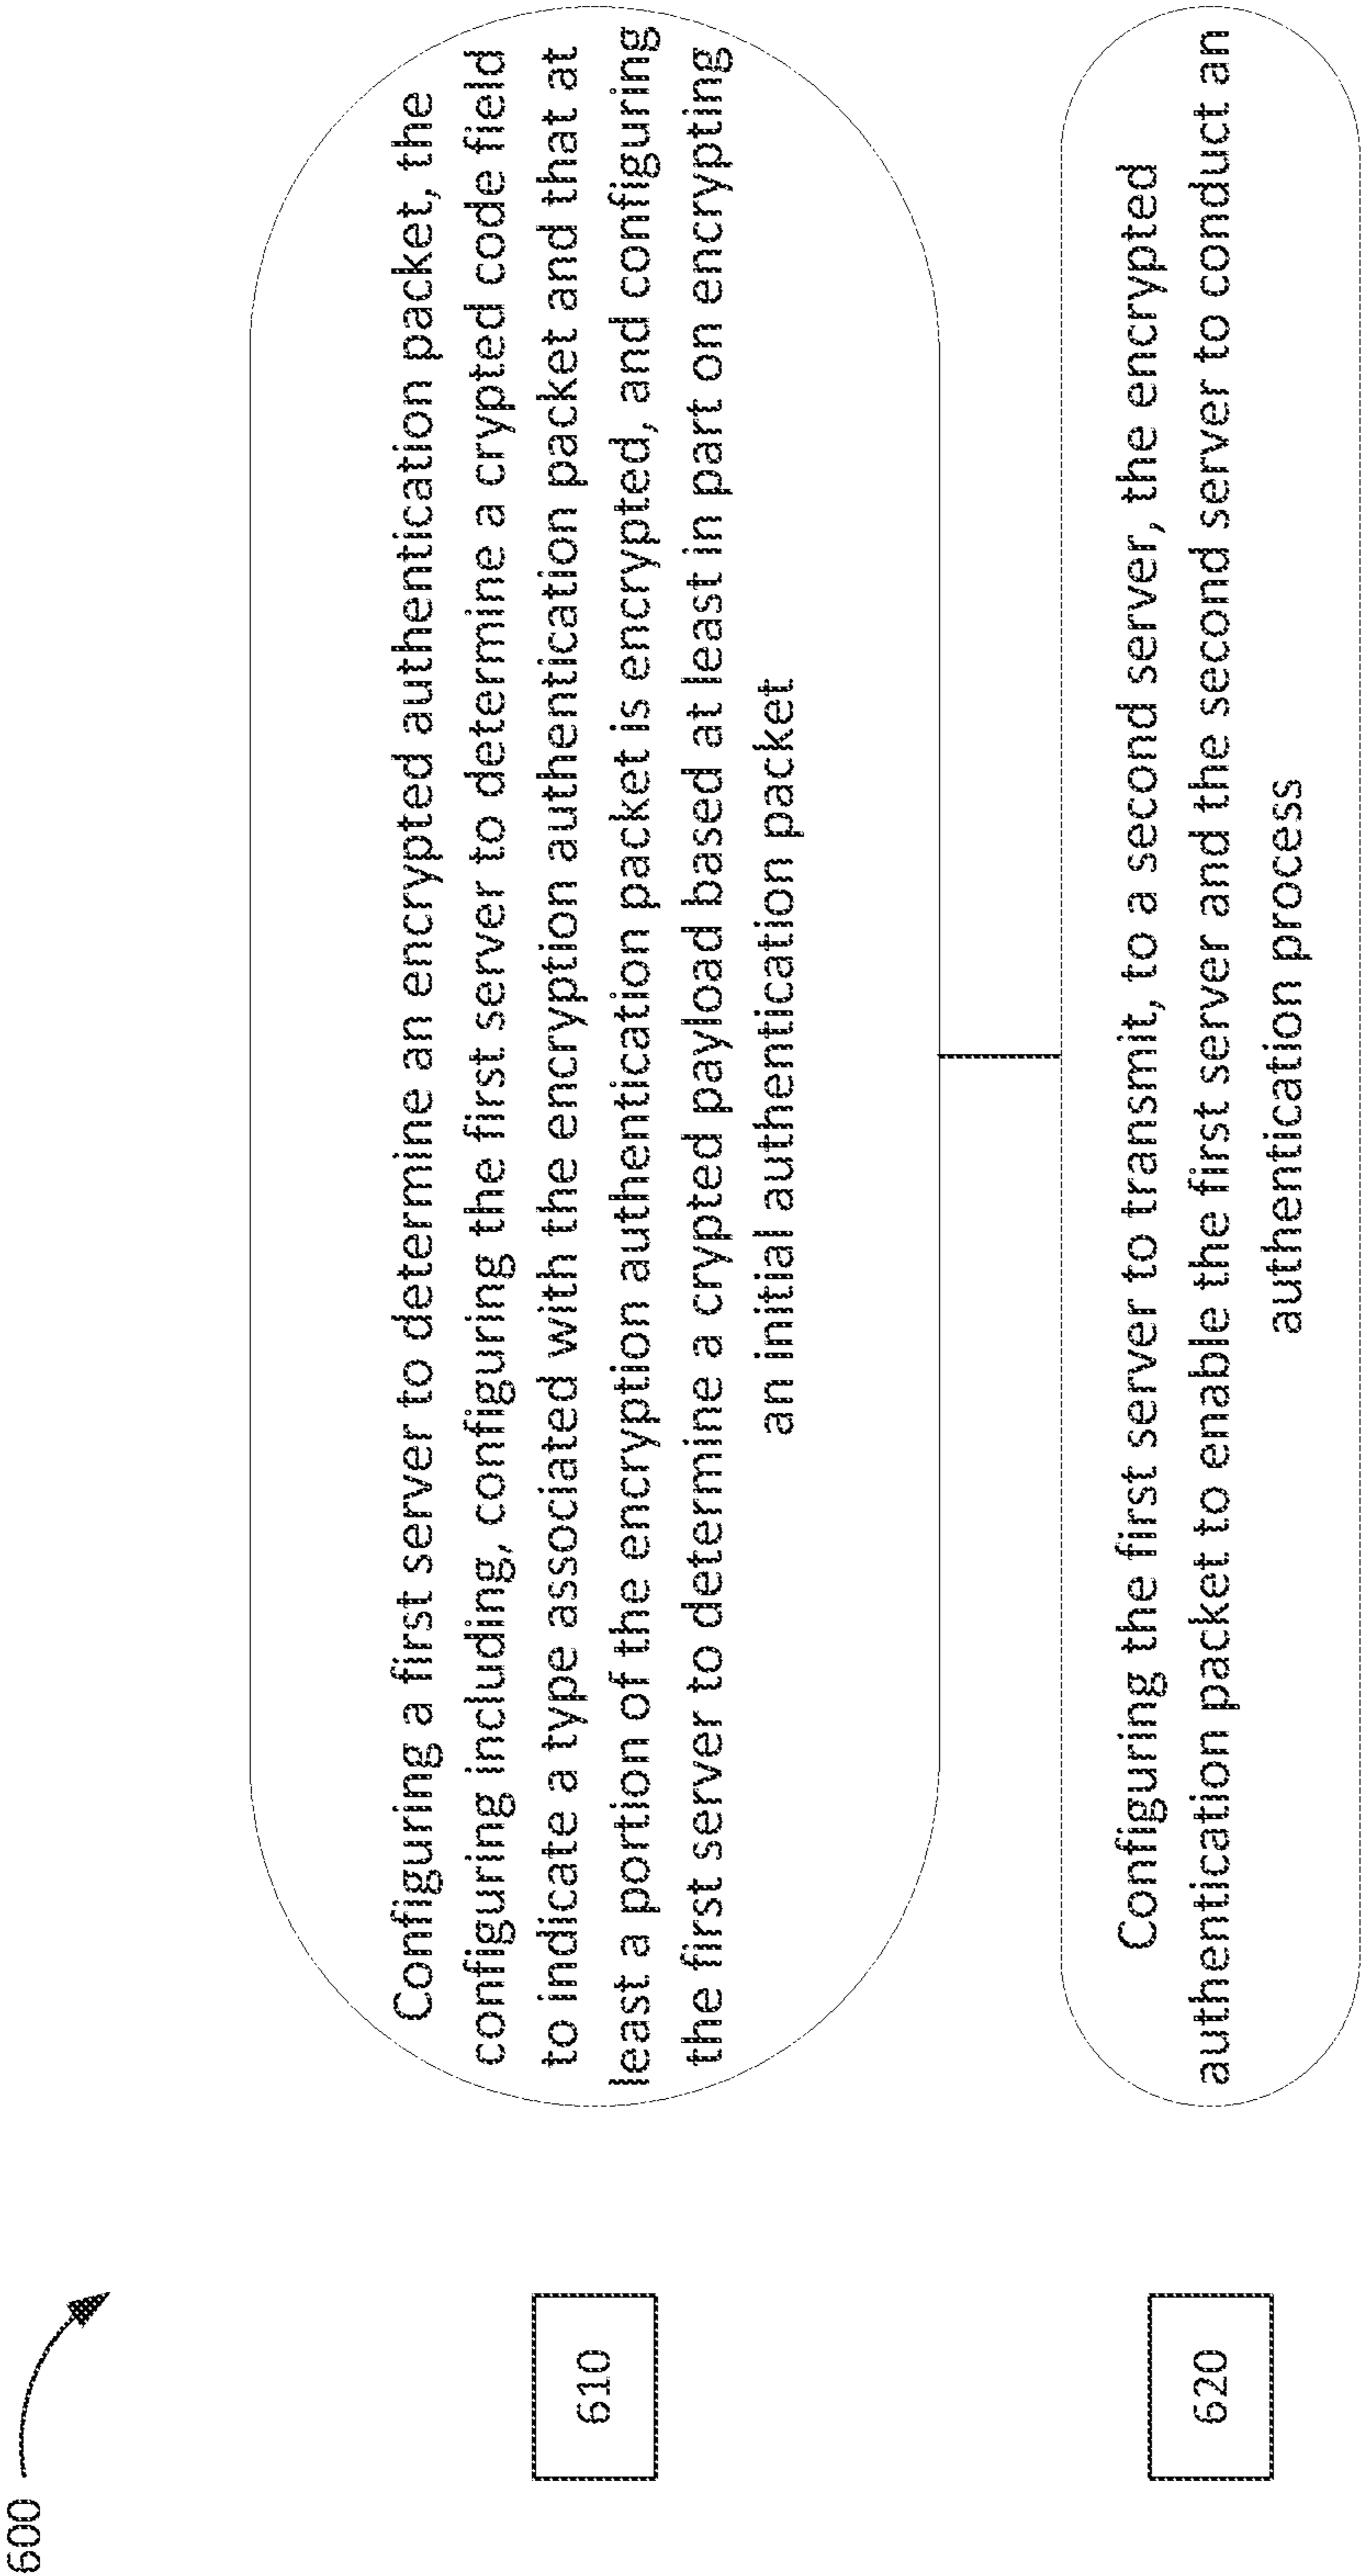 600
610
Configuring a first server to determine an encrypted authentication packet, the
configuring including, configuring the first server to determine a crypted code field
to indicate a type associated with the encryption authentication packet and that at
least a portion of the encryption authentication packet is encrypted, and configuring
the first server to determine a crypted payload based at least in part on encrypting
an initial authentication packet
620
Configuring the first server to transmit, to a second server, the encrypted
authentication packet to enable the first server and the second server to conduct an
authentication process